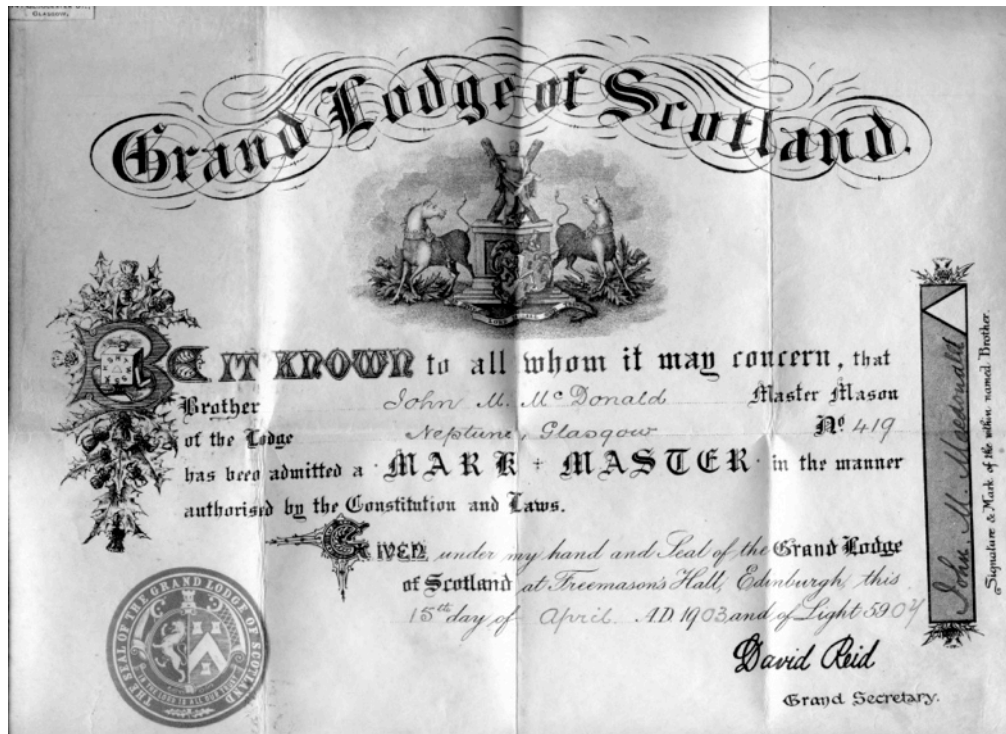 GLASGOW,
Grand Lodge of Scotland.
BE IT KNOWN to all whom it may concern, that
Brother John M. McDonald Master Mason
of the Lodge Neptune, Glasgow No 419
has been admitted a MARK + MASTER in the manner
authorised by the Constitution and Laws.
GIVEN under my hand and Seal of the Grand Lodge
of Scotland at Freemason's Hall, Edinburgh, this
15th day of April. A.D. 1903, and of Light 5904
David Reid
Grand Secretary.
THE SEAL OF THE GRAND LODGE OF SCOTLAND
John M. Macdonald
Signature & Mark of the within named Brother.